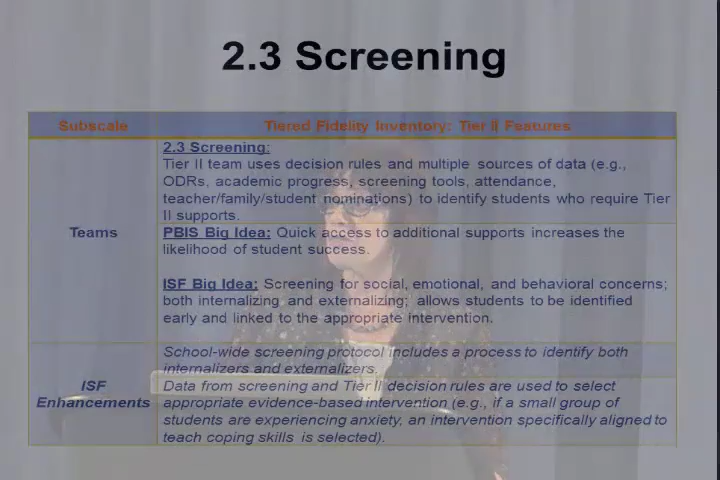 2.3 Screening
Subscale
Tiered Fidelity Inventory: Tier II Features
2.3 Screening:
Tier II team uses decision rules and multiple sources of data (e.g.,
ODRs, academic progress, screening tools, attendance,
teacher/family/student nominations) to identify students who require Tier
II supports.
Teams
PBIS Big Idea: Quick access to additional supports increases the
likelihood of student success.
ISF Big Idea: Screening for social, emotional, and behavioral concerns;
both internalizing and externalizing; allows students to be identified
early and linked to the appropriate intervention.
School-wide screening protocol includes a process to identify both
internalizers and externalizers.
ISF
Enhancements
Data from screening and Tier II decision rules are used to select
appropriate evidence-based intervention (e.g., if a small group of
students are experiencing anxiety, an intervention specifically aligned to
teach coping skills is selected).